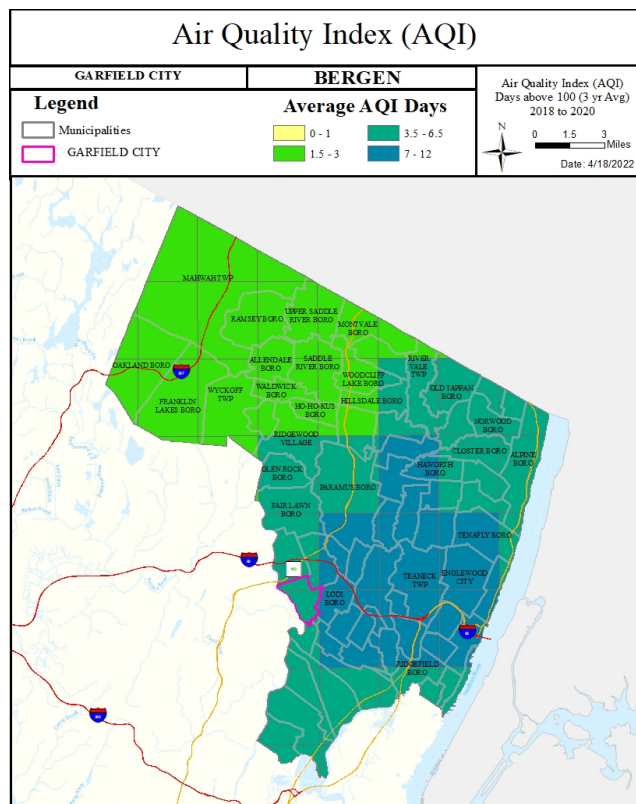 Air Quality Index (AQI)
GARFIELD CITY
BERGEN
Legend
Municipalities
GARFIELD CITY
Average AQI Days
0 - 1
1.5 - 3
3.5 - 6.5
7 - 12
Air Quality Index (AQI)
Days above 100 (3 yr Avg)
2018 to 2020
N
0 1.5 3
Miles
Date: 4/18/2022
MAHWAH TWP
RAMSEY BORO
UPPER SADDLE
RIVER BORO
MONTVALE
BORO
OAKLAND BORO
287
ALLENDALE
BORO
SADDLE
RIVER BORO
RIVER
VALE
TWP
WYCKOFF
TWP
WALDWICK
BORO
WOODCLIFF
LAKE BORO
OLD TAPPAN
BORO
FRANKLIN
LAKES BORO
HO-HO-KUS
BORO
HILLSDALE BORO
NORWOOD
BORO
RIDGEWOOD
VILLAGE
CLOSTER BORO
ALPINE
BORO
GLEN ROCK
BORO
HAWORTH
BORO
PARAMUS BORO
FAIR LAWN
BORO
TENAFLY BORO
80
TEANECK
TWP
ENGLEWOOD
CITY
LODI
BORO
95
RIDGEFIELD
BORO
280